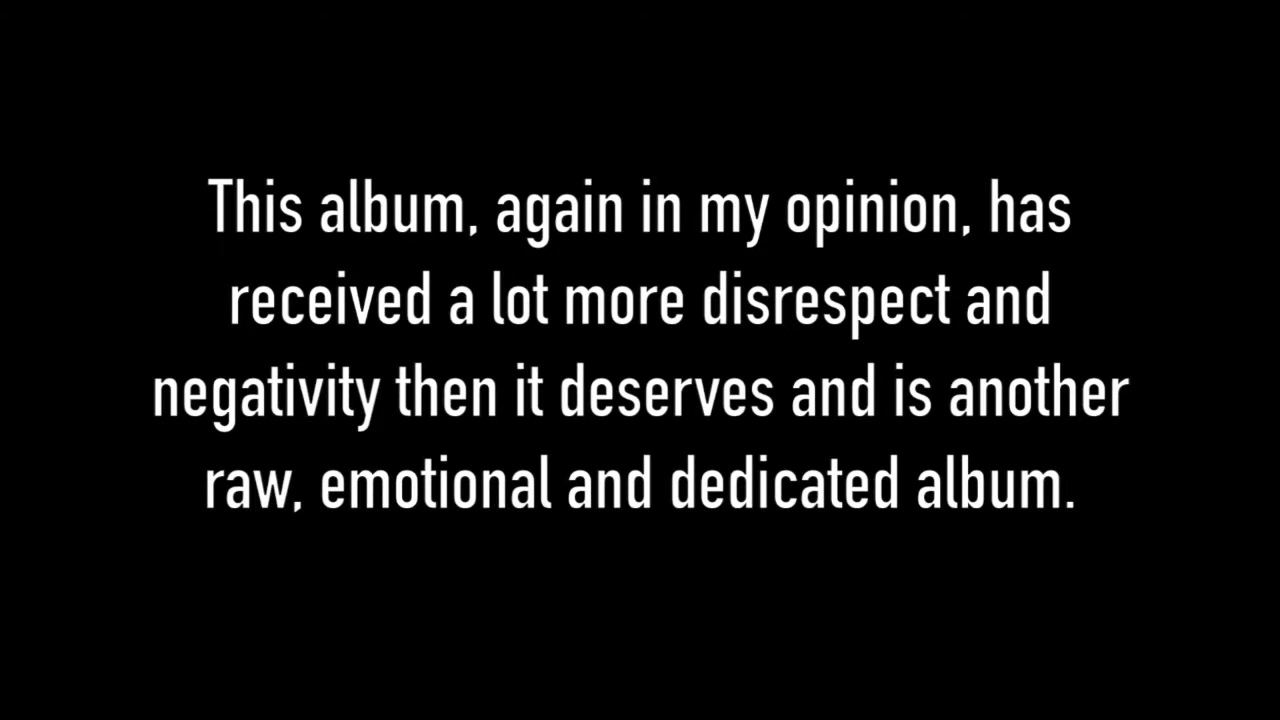 This album, again in my opinion, has
received a lot more disrespect and
negativity then it deserves and is another
raw, emotional and dedicated album.